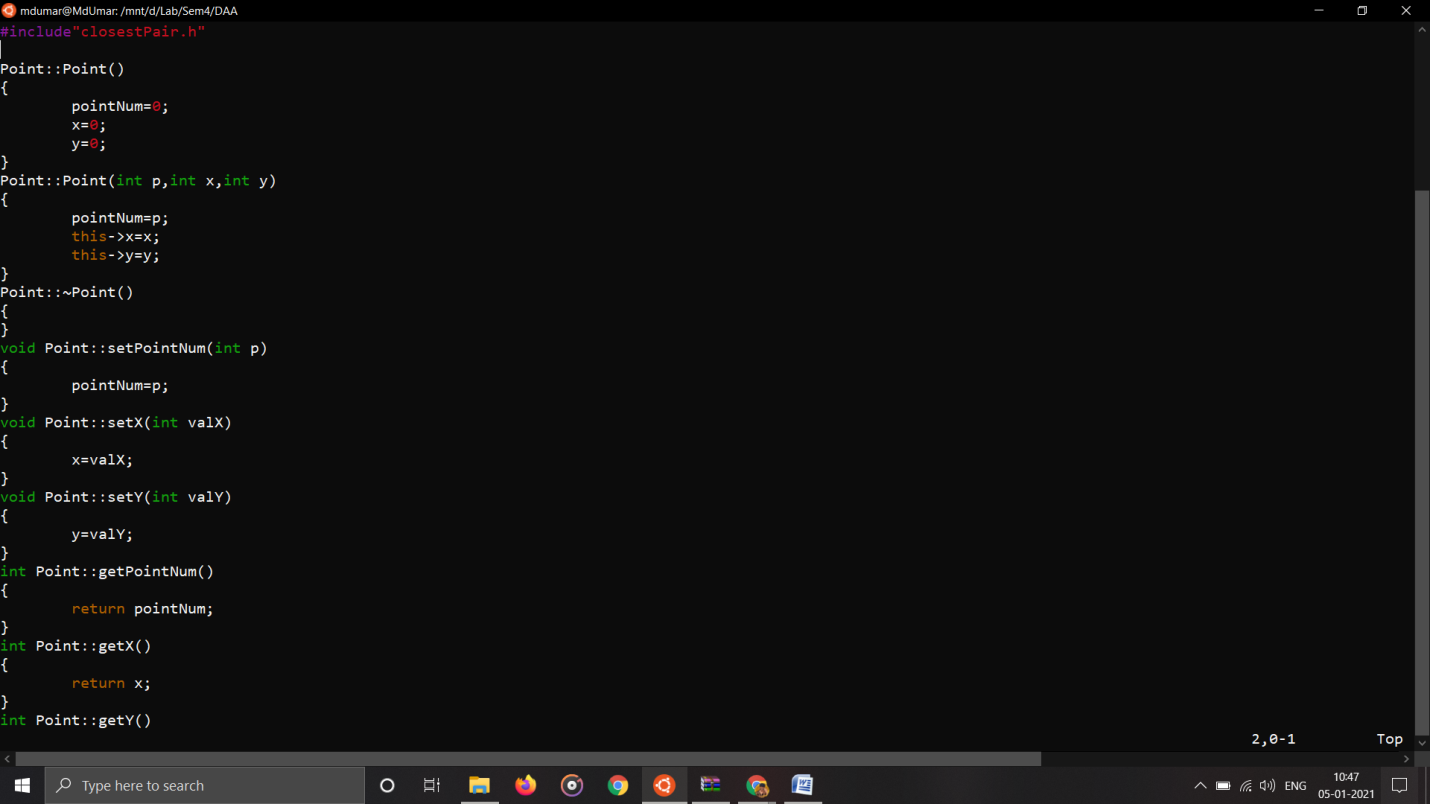 mdumar@MdUmar: /mnt/d/Lab/Sem4/DAA
#include"closestPair.h"
Point::Point()
{
        pointNum=0;
        x=0;
        y=0;
}
Point::Point(int p,int x,int y)
{
        pointNum=p;
        this->x=x;
        this->y=y;
}
Point::~Point()
{
}
void Point::setPointNum(int p)
{
        pointNum=p;
}
void Point::setX(int valX)
{
        x=valX;
}
void Point::setY(int valY)
{
        y=valY;
}
int Point::getPointNum()
{
        return pointNum;
}
int Point::getX()
{
        return x;
}
int Point::getY()
2,0-1 Top
Type here to search
ENG
10:47
05-01-2021